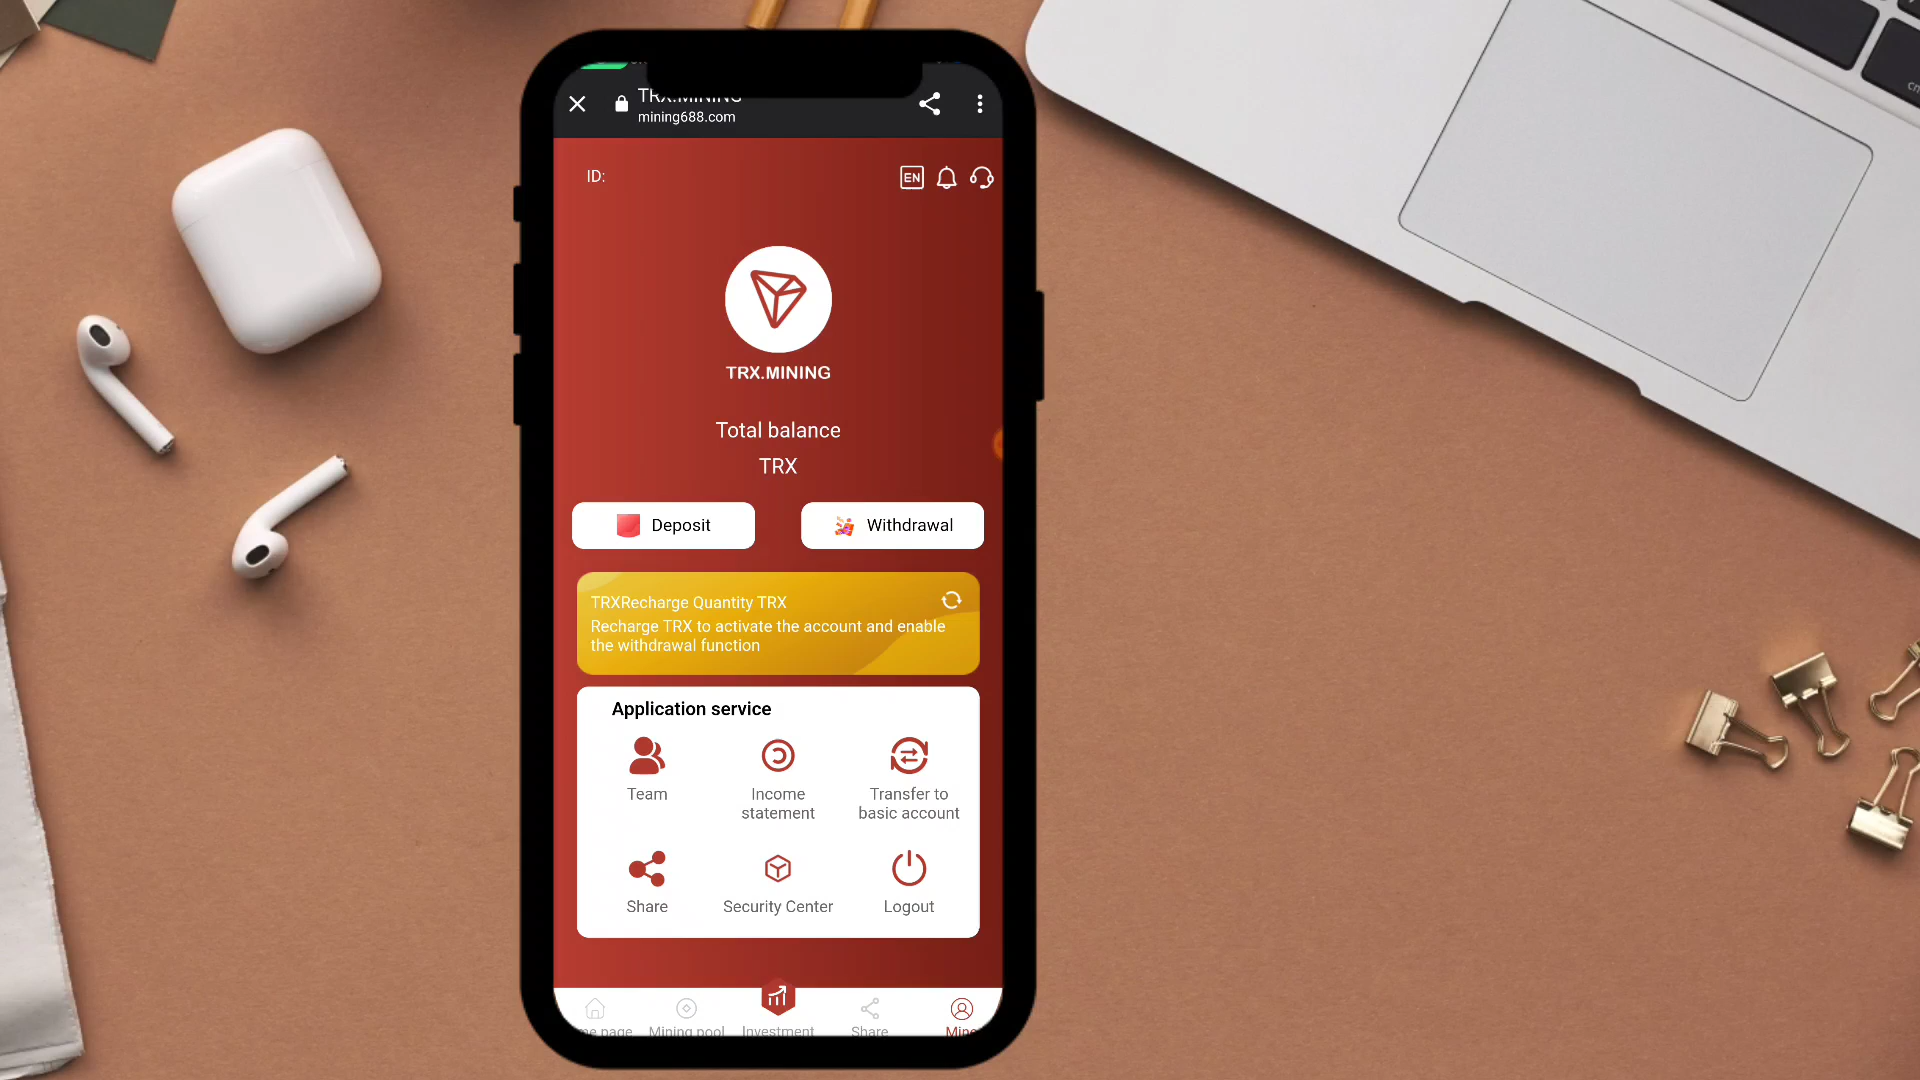 TRX.MINING
mining688.com
ID:
EN
TRX.MINING
Total balance
TRX
Deposit
Withdrawal
TRXRecharge Quantity TRX
Recharge TRX to activate the account and enable
the withdrawal function
Application service
Team
Income
statement
Transfer to
basic account
Share
Security Center
Logout
me page
Mining pool
Investment
Share
Mine